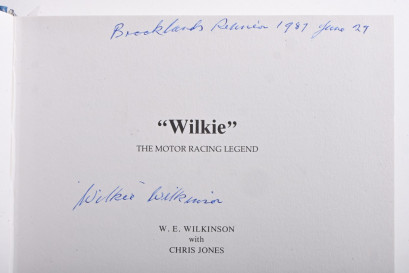 Brooklands Reunion 1987 June 27
“Wilkie”
THE MOTOR RACING LEGEND
"Wilkie" Wilkinson
W. E. WILKINSON
with
CHRIS JONES